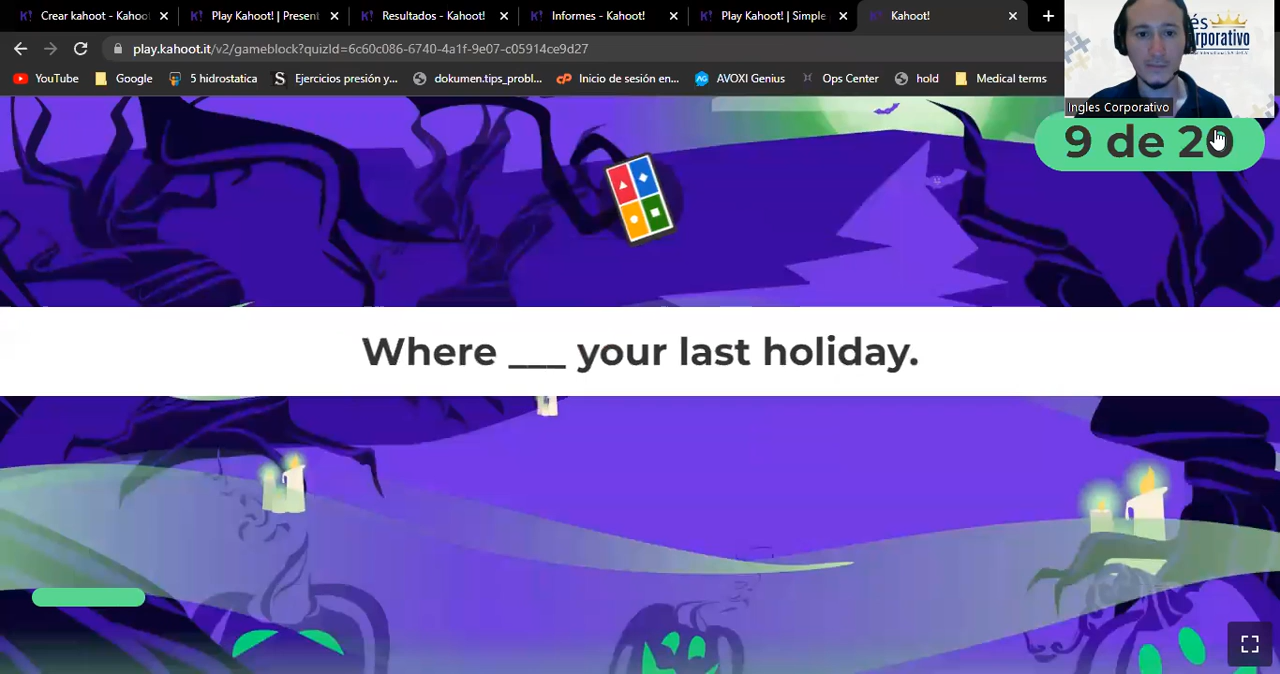 Crear kahoot - Kahoo
Play Kahoot! | Present
Resultados - Kahoot!
Informes - Kahoot!
Play Kahoot! | Simple
Kahoot!
play.kahoot.it/v2/gameblock?quizId=6c60c086-6740-4a1f-9e07-c05914ce9d27
YouTube
Google
5 hidrostatica
Ejercicios presión y...
dokumen.tips_probl...
Inicio de sesión en...
AVOXI Genius
Ops Center
hold
Medical terms
Ingles Corporativo
9 de 20
Where ___ your last holiday.